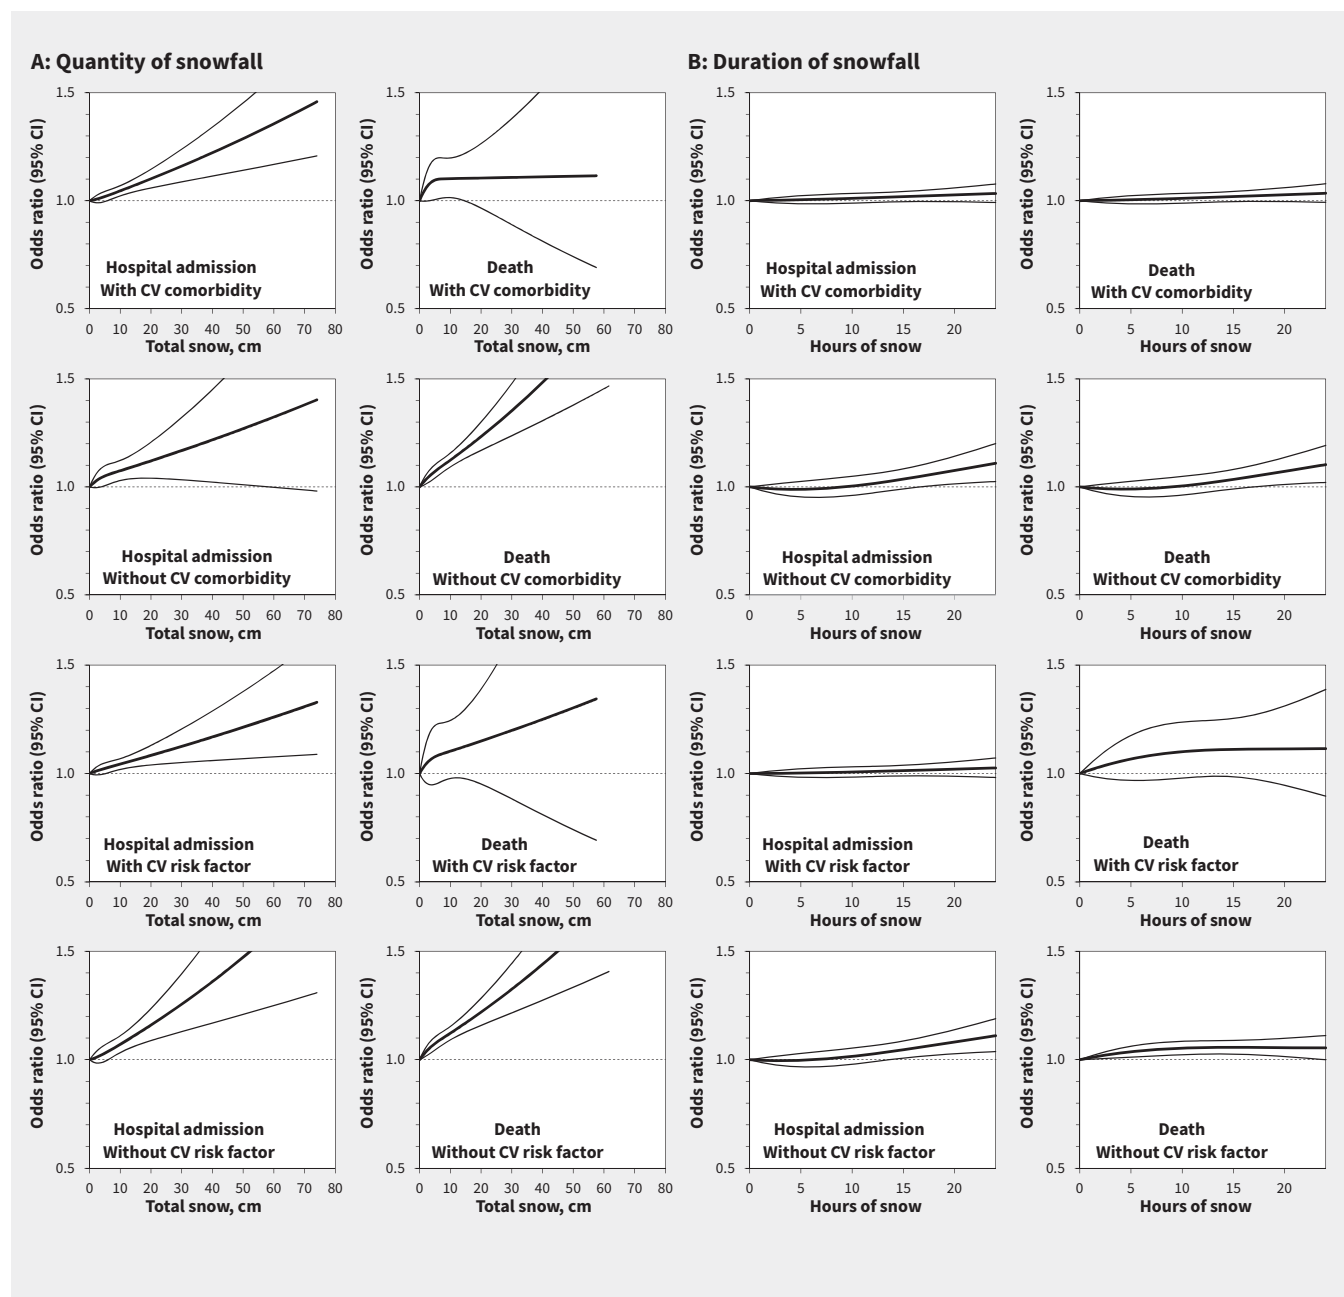 A: Quantity of snowfall
B: Duration of snowfall
Odds ratio (95% CI)
1.5
1.0
0.5
Hospital admission
With CV comorbidity
0 10 20 30 40 50 60 70 80
Total snow, cm
Odds ratio (95% CI)
1.5
1.0
0.5
Death
With CV comorbidity
0 10 20 30 40 50 60 70 80
Total snow, cm
Odds ratio (95% CI)
1.5
1.0
0.5
Hospital admission
With CV comorbidity
0 5 10 15 20
Hours of snow
Odds ratio (95% CI)
1.5
1.0
0.5
Death
With CV comorbidity
0 5 10 15 20
Hours of snow
Odds ratio (95% CI)
1.5
1.0
0.5
Hospital admission
Without CV comorbidity
0 10 20 30 40 50 60 70 80
Total snow, cm
Odds ratio (95% CI)
1.5
1.0
0.5
Death
Without CV comorbidity
0 10 20 30 40 50 60 70 80
Total snow, cm
Odds ratio (95% CI)
1.5
1.0
0.5
Hospital admission
Without CV comorbidity
0 5 10 15 20
Hours of snow
Odds ratio (95% CI)
1.5
1.0
0.5
Death
Without CV comorbidity
0 5 10 15 20
Hours of snow
Odds ratio (95% CI)
1.5
1.0
0.5
Hospital admission
With CV risk factor
0 10 20 30 40 50 60 70 80
Total snow, cm
Odds ratio (95% CI)
1.5
1.0
0.5
Death
With CV risk factor
0 10 20 30 40 50 60 70 80
Total snow, cm
Odds ratio (95% CI)
1.5
1.0
0.5
Hospital admission
With CV risk factor
0 5 10 15 20
Hours of snow
Odds ratio (95% CI)
1.5
1.0
0.5
Death
With CV risk factor
0 5 10 15 20
Hours of snow
Odds ratio (95% CI)
1.5
1.0
0.5
Hospital admission
Without CV risk factor
0 10 20 30 40 50 60 70 80
Total snow, cm
Odds ratio (95% CI)
1.5
1.0
0.5
Death
Without CV risk factor
0 10 20 30 40 50 60 70 80
Total snow, cm
Odds ratio (95% CI)
1.5
1.0
0.5
Hospital admission
Without CV risk factor
0 5 10 15 20
Hours of snow
Odds ratio (95% CI)
1.5
1.0
0.5
Death
Without CV risk factor
0 5 10 15 20
Hours of snow